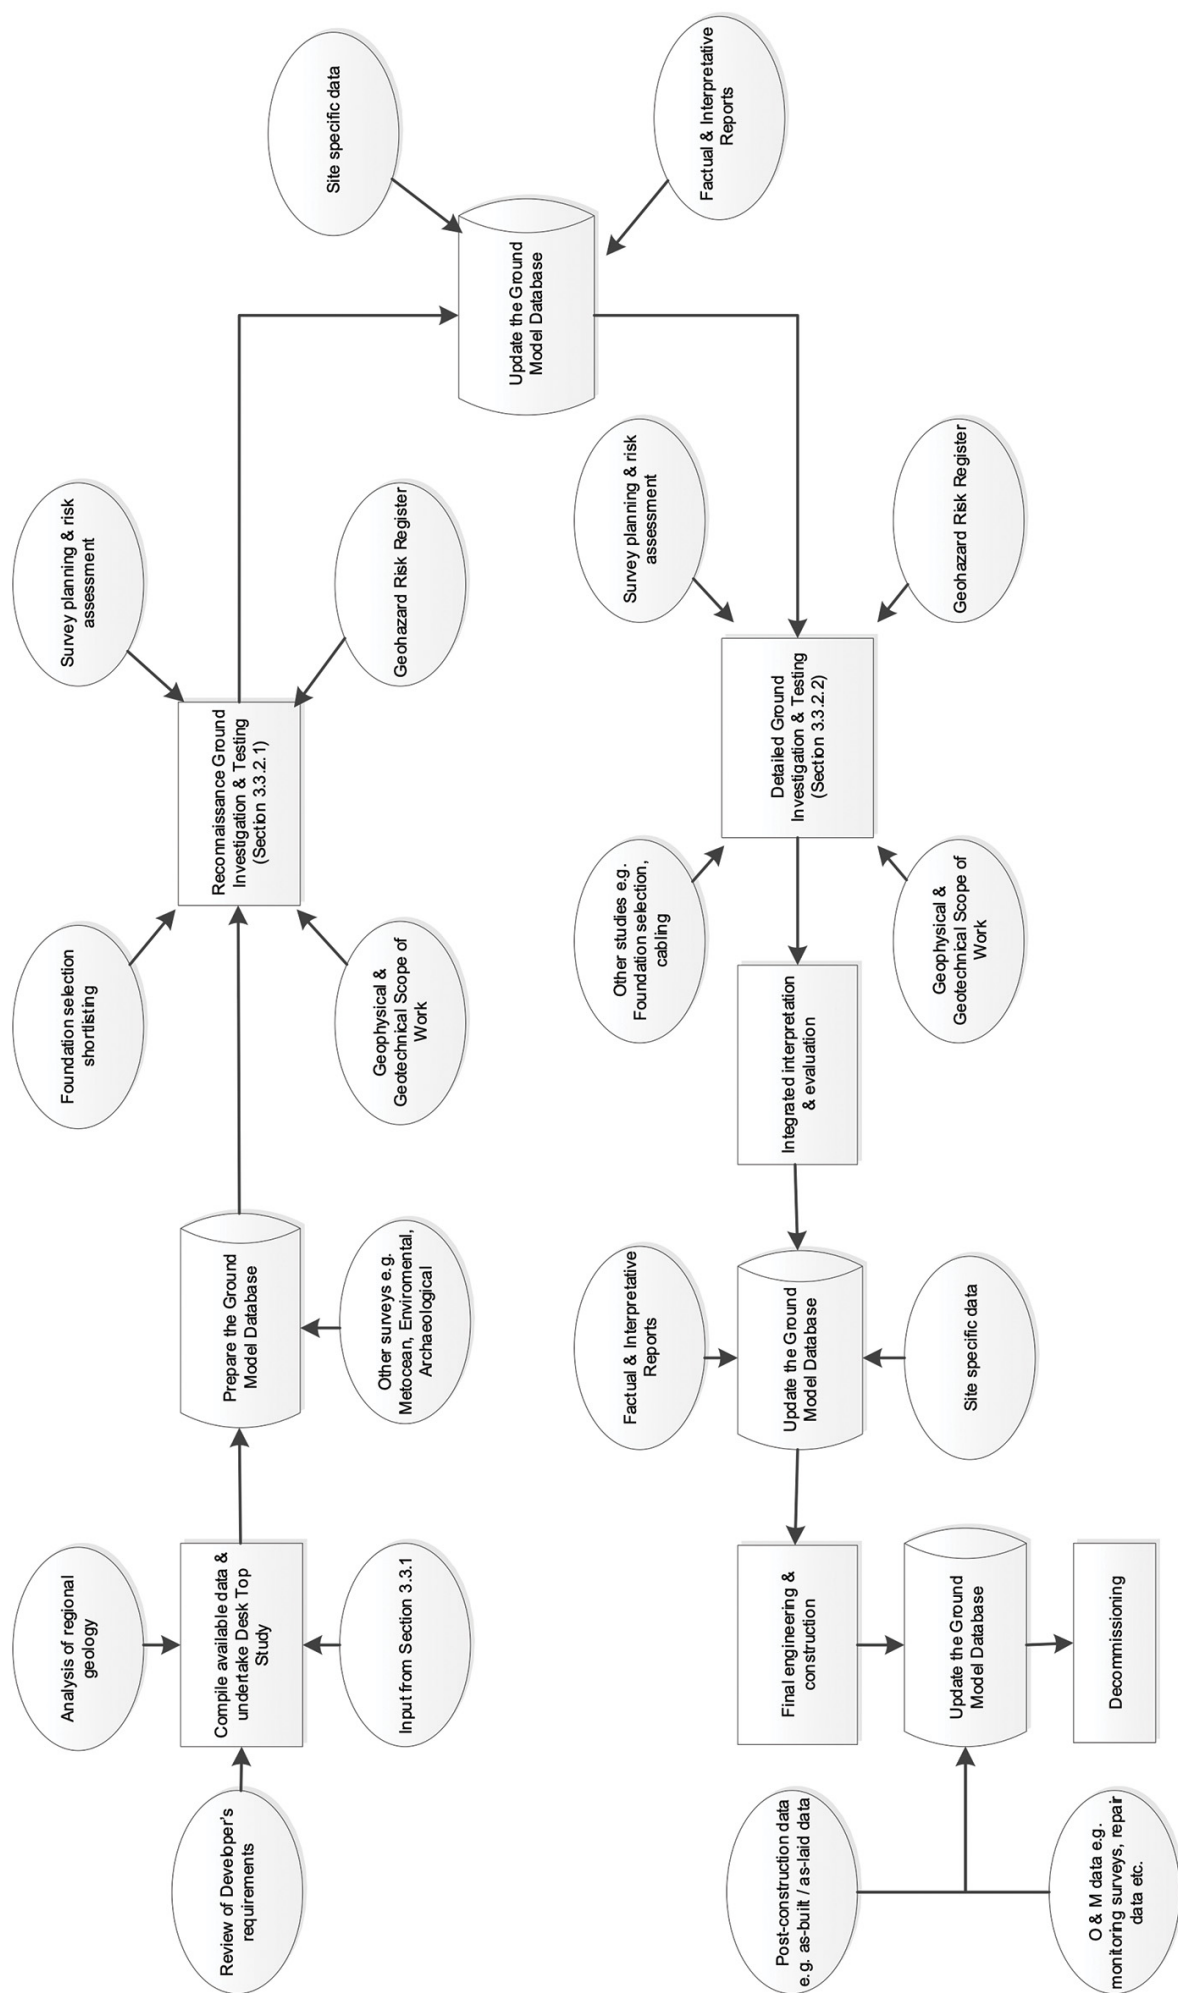 Review of Developer's
requirements
Analysis of regional
geology
Compile available data &
undertake Desk Top
Study
Input from Section 3.3.1
Prepare the Ground
Model Database
Other surveys e.g.
Metocean, Enviromental,
Archaeological
Foundation selection
shortlisting
Survey planning & risk
assessment
Reconnaissance Ground
Investigation & Testing
(Section 3.3.2.1)
Geophysical &
Geotechnical Scope of
Work
Geohazard Risk Register
Site specific data
Update the Ground
Model Database
Factual & Interpretative
Reports
Survey planning & risk
assessment
Other studies e.g.
Foundation selection,
cabling
Detailed Ground
Investigation & Testing
(Section 3.3.2.2)
Geohazard Risk Register
Geophysical &
Geotechnical Scope of
Work
Integrated interpretation
& evaluation
Factual & Interpretative
Reports
Update the Ground
Model Database
Site specific data
Final engineering &
construction
Post-construction data
e.g. as-built / as-laid data
Update the Ground
Model Database
O & M data e.g.
monitoring surveys, repair
data etc.
Decommissioning